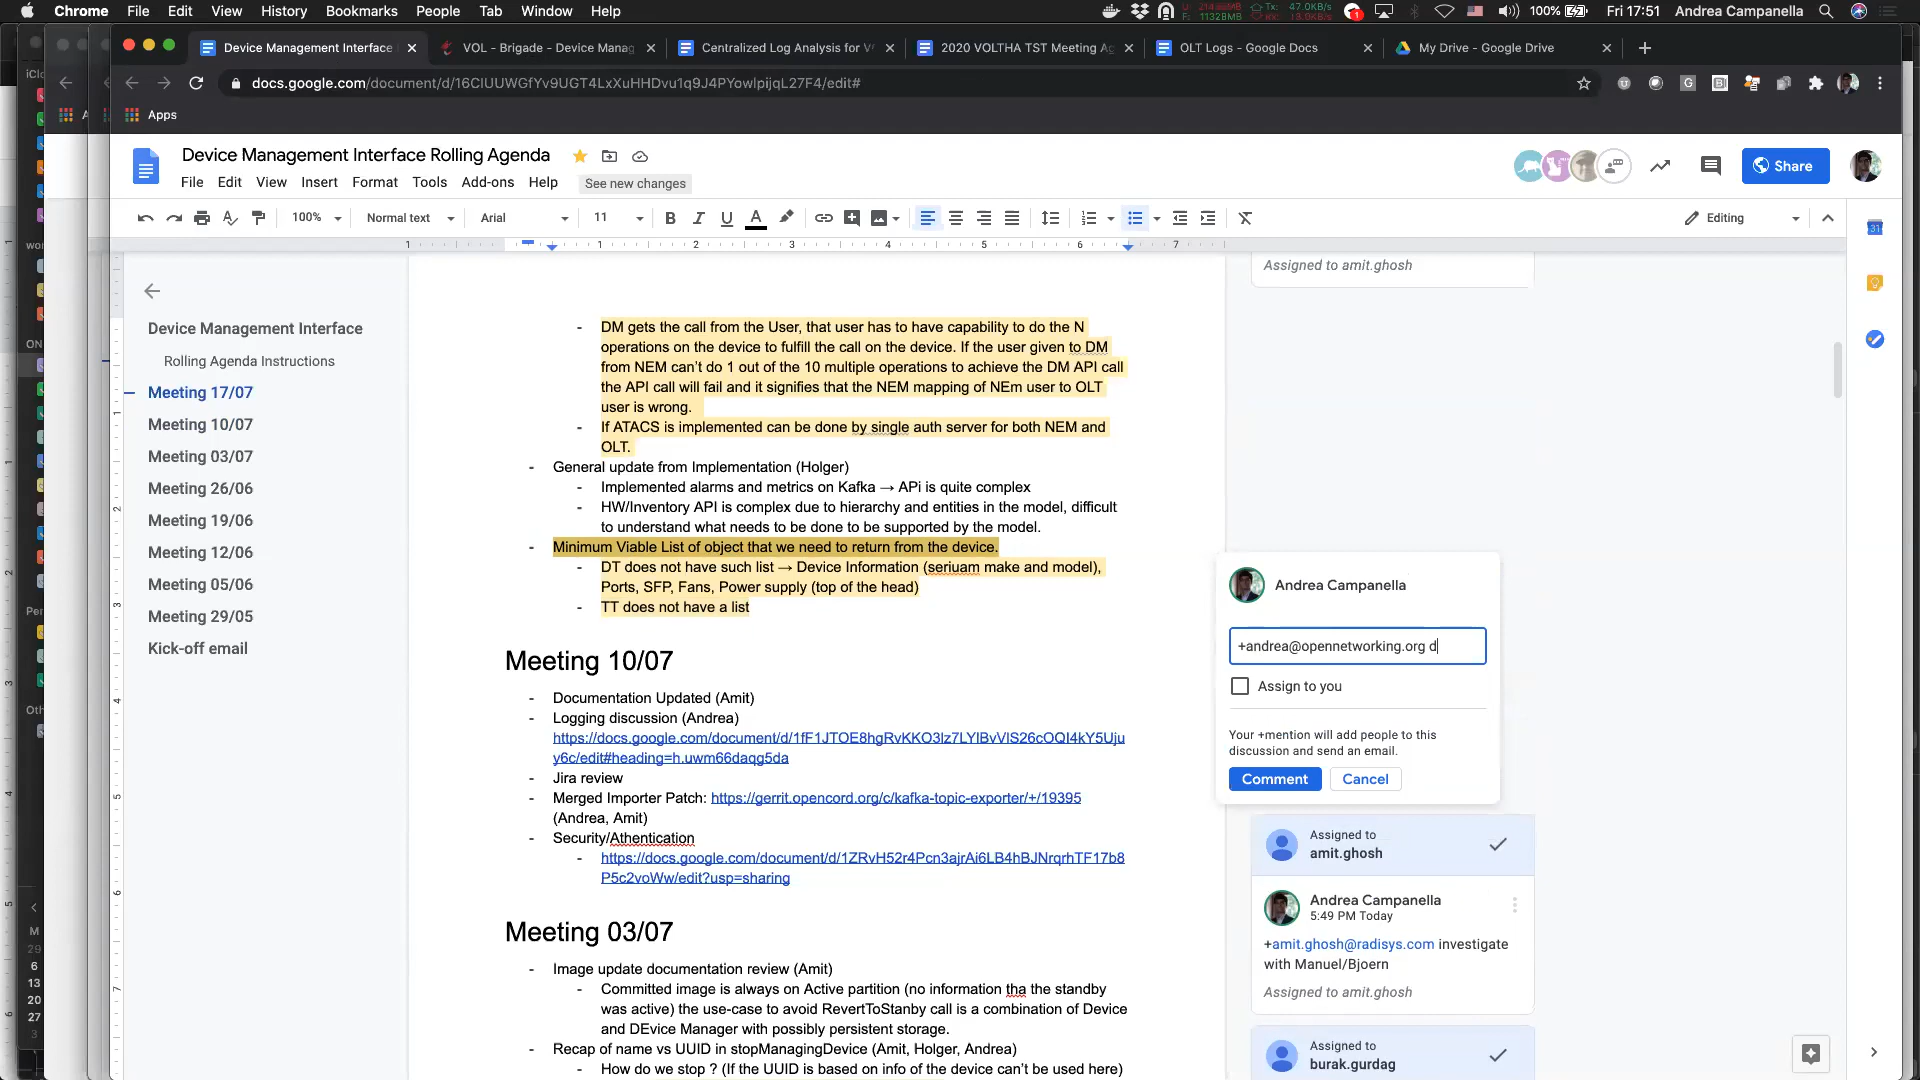 Chrome File Edit View History Bookmarks People Tab Window Help
100% Fri 17:51 Andrea Campanella
Device Management Interface VOL - Brigade - Device Manag Centralized Log Analysis for 2020 VOLTHA TST Meeting Ag OLT Logs - Google Docs My Drive - Google Drive
docs.google.com/document/d/16CIUUWGfYv9UGT4LxXuHHDvu1q9J4PYowlpijqL27F4/edit#
Apps
Device Management Interface Rolling Agenda
File Edit View Insert Format Tools Add-ons Help See new changes
Share
100% Normal text Arial 11 Editing
Device Management Interface
Rolling Agenda Instructions
Meeting 17/07
Meeting 10/07
Meeting 03/07
Meeting 26/06
Meeting 19/06
Meeting 12/06
Meeting 05/06
Meeting 29/05
Kick-off email
- DM gets the call from the User, that user has to have capability to do the N
operations on the device to fulfill the call on the device. If the user given to DM
from NEM can't do 1 out of the 10 multiple operations to achieve the DM API call
the API call will fail and it signifies that the NEM mapping of NEm user to OLT
user is wrong.
- If ATACS is implemented can be done by single auth server for both NEM and
OLT.
- General update from Implementation (Holger)
- Implemented alarms and metrics on Kafka → APi is quite complex
- HW/Inventory API is complex due to hierarchy and entities in the model, difficult
to understand what needs to be done to be supported by the model.
- Minimum Viable List of object that we need to return from the device.
- DT does not have such list → Device Information (seriuam make and model),
Ports, SFP, Fans, Power supply (top of the head)
- TT does not have a list
Meeting 10/07
- Documentation Updated (Amit)
- Logging discussion (Andrea)
https://docs.google.com/document/d/1fF1JTOE8hgRvKKO3lz7LYlBvVlS26cOQI4kY5Uju
y6c/edit#heading=h.uwm66daqg5da
- Jira review
- Merged Importer Patch: https://gerrit.opencord.org/c/kafka-topic-exporter/+/19395
(Andrea, Amit)
- Security/Athentication
- https://docs.google.com/document/d/1ZRvH52r4Pcn3ajrAi6LB4hBJNrqrhTF17b8
P5c2voWw/edit?usp=sharing
Meeting 03/07
- Image update documentation review (Amit)
- Committed image is always on Active partition (no information tha the standby
was active) the use-case to avoid RevertToStanby call is a combination of Device
and DEvice Manager with possibly persistent storage.
- Recap of name vs UUID in stopManagingDevice (Amit, Holger, Andrea)
- How do we stop ? (If the UUID is based on info of the device can't be used here)
Assigned to amit.ghosh
Andrea Campanella
+andrea@opennetworking.org d
Assign to you
Your +mention will add people to this
discussion and send an email.
Comment Cancel
Assigned to
amit.ghosh
Andrea Campanella
5:49 PM Today
+amit.ghosh@radisys.com investigate
with Manuel/Bjoern
Assigned to amit.ghosh
Assigned to
burak.gurdag